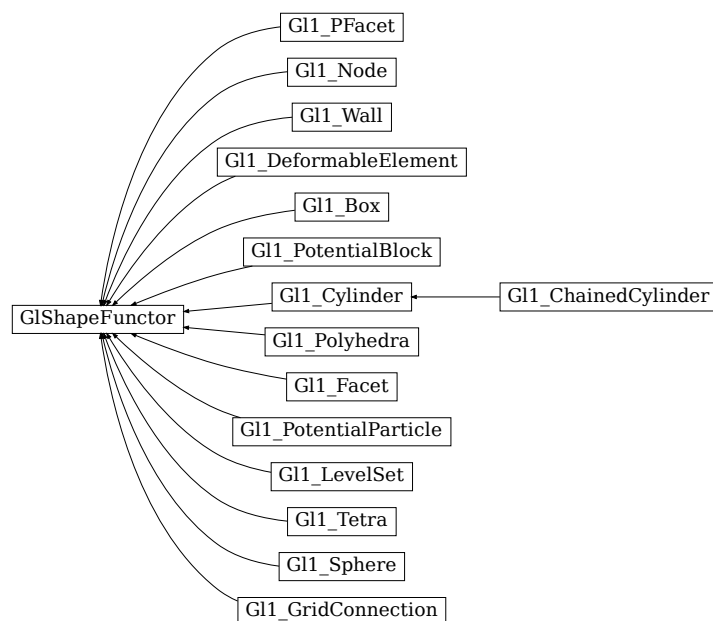 Gl1_PFacet
Gl1_Node
Gl1_Wall
Gl1_DeformableElement
Gl1_Box
Gl1_PotentialBlock
Gl1_Cylinder
Gl1_ChainedCylinder
GlShapeFunctor
Gl1_Polyhedra
Gl1_Facet
Gl1_PotentialParticle
Gl1_LevelSet
Gl1_Tetra
Gl1_Sphere
Gl1_GridConnection